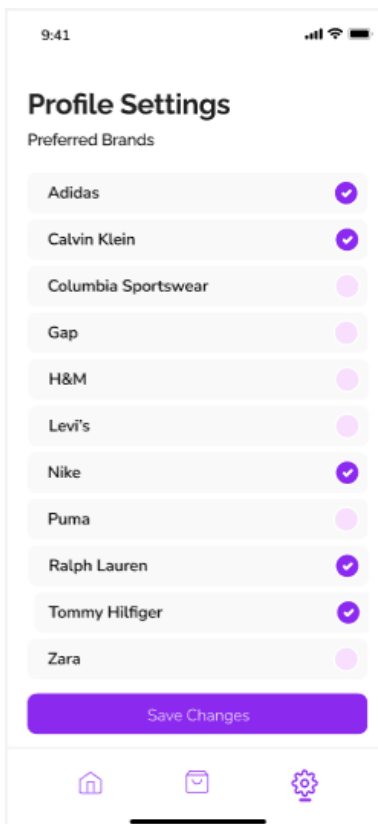 9:41
Profile Settings
Preferred Brands
Adidas
Calvin Klein
Columbia Sportswear
Gap
H&M
Levi's
Nike
Puma
Ralph Lauren
Tommy Hilfiger
Zara
Save Changes